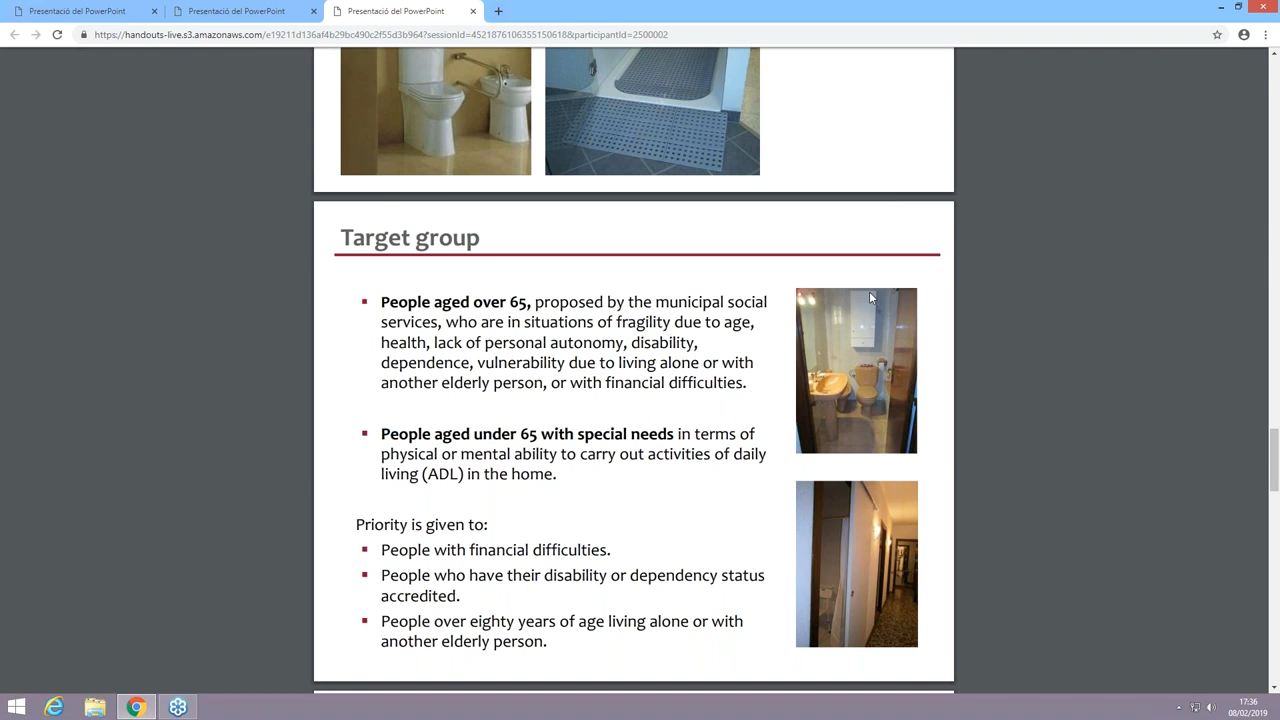 Presentació del PowerPoint
Presentació del PowerPoint
Presentació del PowerPoint
https://handouts-live.s3.amazonaws.com/e19211d136af4b29bc490c2f55d3b964?sessionId=4521876106355150618&participantId=2500002
Target group
People aged over 65, proposed by the municipal social
services, who are in situations of fragility due to age,
health, lack of personal autonomy, disability,
dependence, vulnerability due to living alone or with
another elderly person, or with financial difficulties.
People aged under 65 with special needs in terms of
physical or mental ability to carry out activities of daily
living (ADL) in the home.
Priority is given to:
People with financial difficulties.
People who have their disability or dependency status
accredited.
People over eighty years of age living alone or with
another elderly person.
17:36
08/02/2019